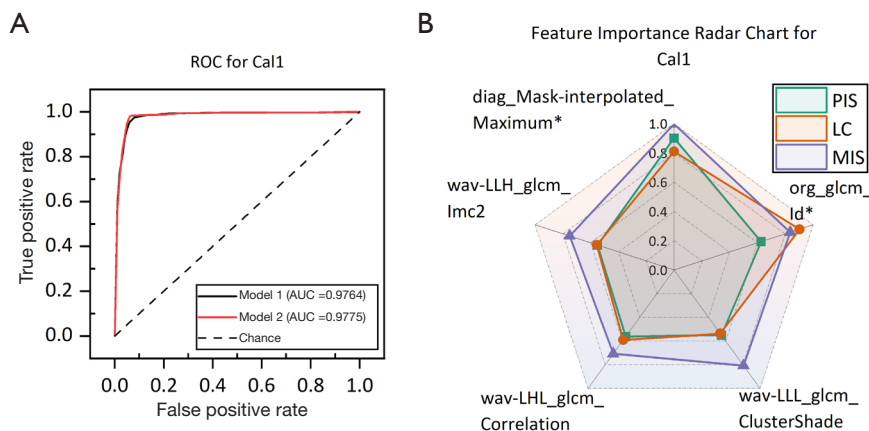 A
ROC for Cal1
True positive rate
1.0
0.8
0.6
0.4
0.2
0.0
Model 1 (AUC =0.9764)
Model 2 (AUC =0.9775)
Chance
0.0 0.2 0.4 0.6 0.8 1.0
False positive rate
B
Feature Importance Radar Chart for
Cal1
PIS
LC
MIS
diag_Mask-interpolated_
Maximum*
1.0
0.8
0.6
0.4
0.2
0.0
wav-LLH_glcm_
Imc2
org_glcm_
Id*
wav-LHL_glcm_
Correlation
wav-LLL_glcm_
ClusterShade